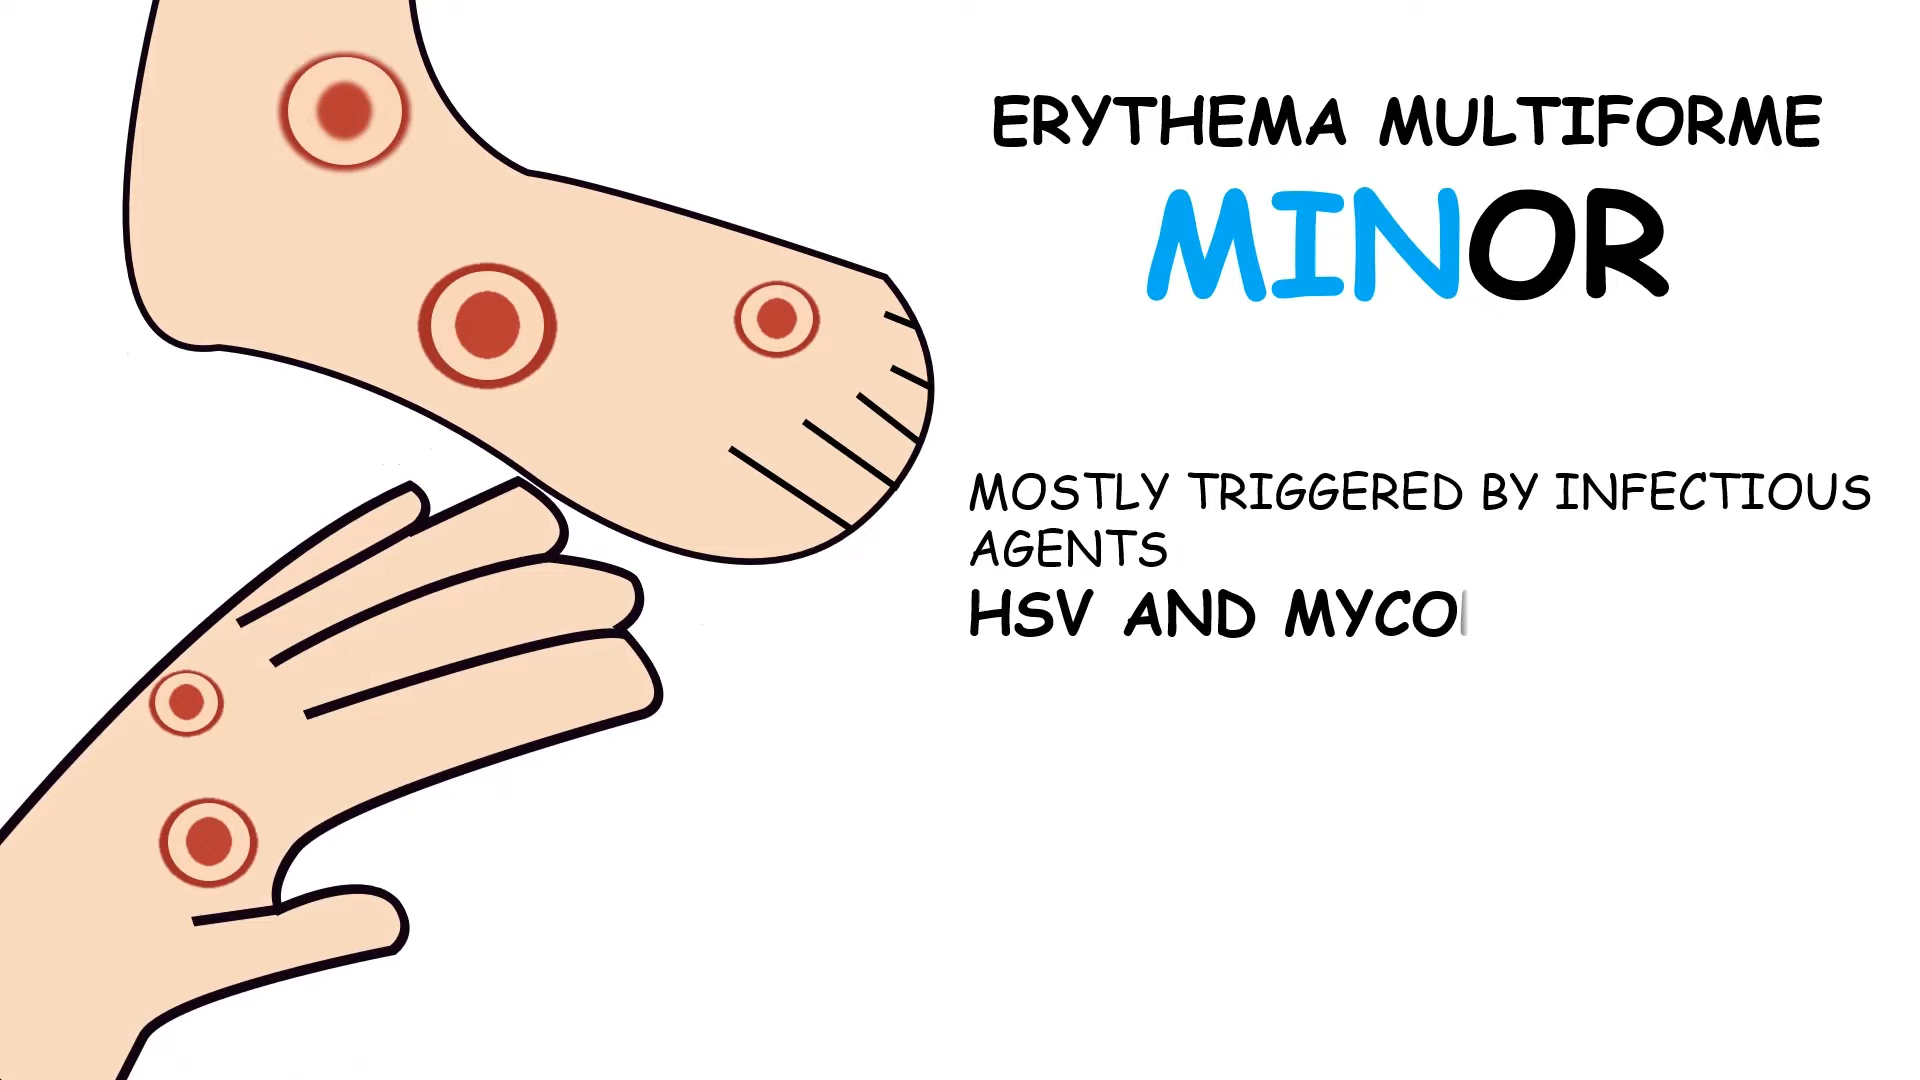 ERYTHEMA MULTIFORME
MINOR
MOSTLY TRIGGERED BY INFECTIOUS
AGENTS
HSV AND MYCO